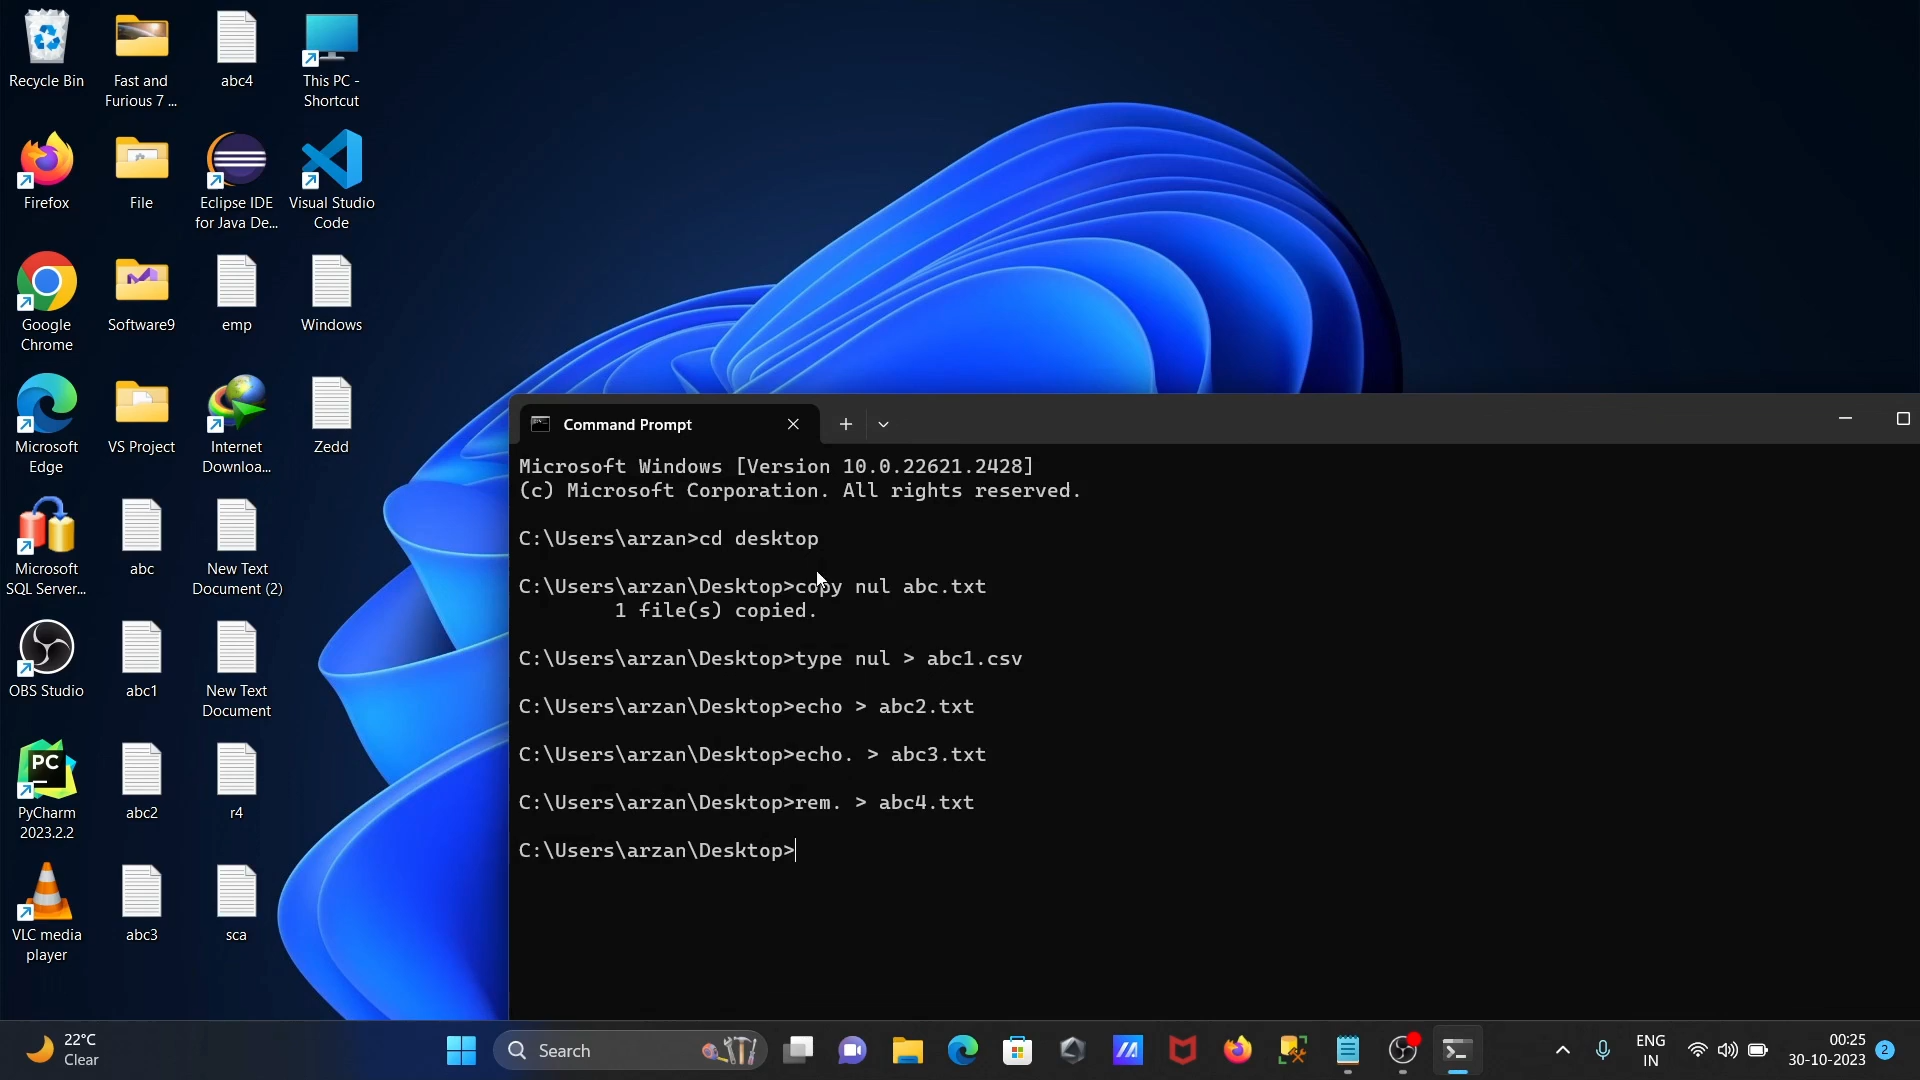 Recycle Bin
Fast and
Furious 7 ...
abc4
This PC -
Shortcut
Firefox
File
Eclipse IDE
for Java De...
Visual Studio
Code
Google
Chrome
Software9
emp
Windows
Microsoft
Edge
VS Project
Internet
Downloa...
Zedd
Microsoft
SQL Server...
abc
New Text
Document (2)
OBS Studio
abc1
New Text
Document
PC
PyCharm
2023.2.2
abc2
r4
VLC media
player
abc3
sca
Command Prompt
Microsoft Windows [Version 10.0.22621.2428]
(c) Microsoft Corporation. All rights reserved.
C:\Users\arzan>cd desktop
C:\Users\arzan\Desktop>copy nul abc.txt
1 file(s) copied.
C:\Users\arzan\Desktop>type nul > abc1.csv
C:\Users\arzan\Desktop>echo > abc2.txt
C:\Users\arzan\Desktop>echo. > abc3.txt
C:\Users\arzan\Desktop>rem. > abc4.txt
C:\Users\arzan\Desktop>
22°C
Clear
Search
ENG
IN
00:25
30-10-2023
2